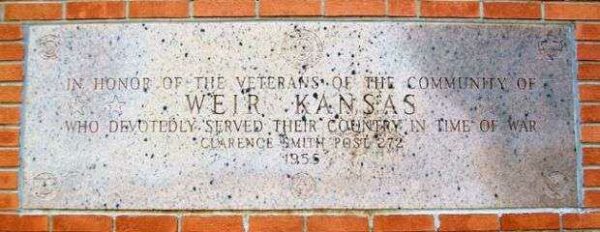 IN HONOR OF THE VETERANS OF THE COMMUNITY OF
WEIR KANSAS
WHO DEVOTEDLY SERVED THEIR COUNTRY IN TIME OF WAR
CLARENCE SMITH POST 272